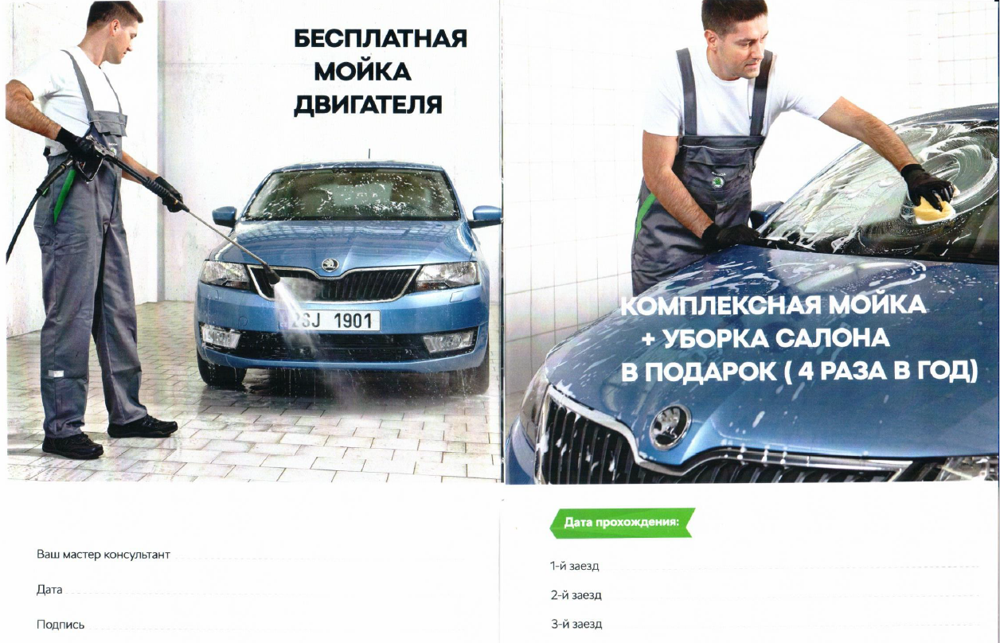 БЕСПЛАТНАЯ
МОЙКА
ДВИГАТЕЛЯ
SJ 1901
Ваш мастер консультант
Дата
Подпись
КОМПЛЕКСНАЯ МОЙКА
+ УБОРКА САЛОНА
В ПОДАРОК ( 4 РАЗА В ГОД)
Дата прохождения:
1-й заезд
2-й заезд
3-й заезд